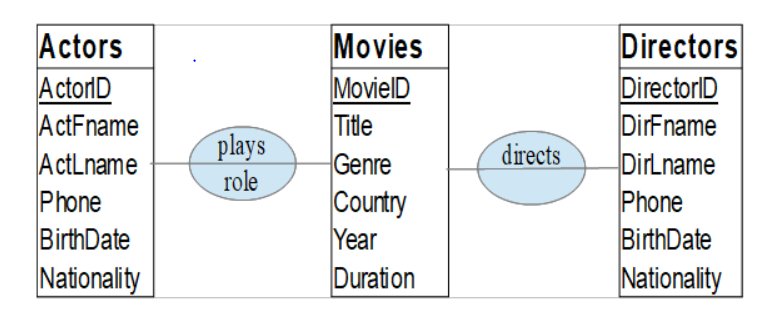 Actors
ActorID
ActFname
ActLname
Phone
BirthDate
Nationality
plays
role
Movies
MovieID
Title
Genre
Country
Year
Duration
directs
Directors
DirectorID
DirFname
DirLname
Phone
BirthDate
Nationality